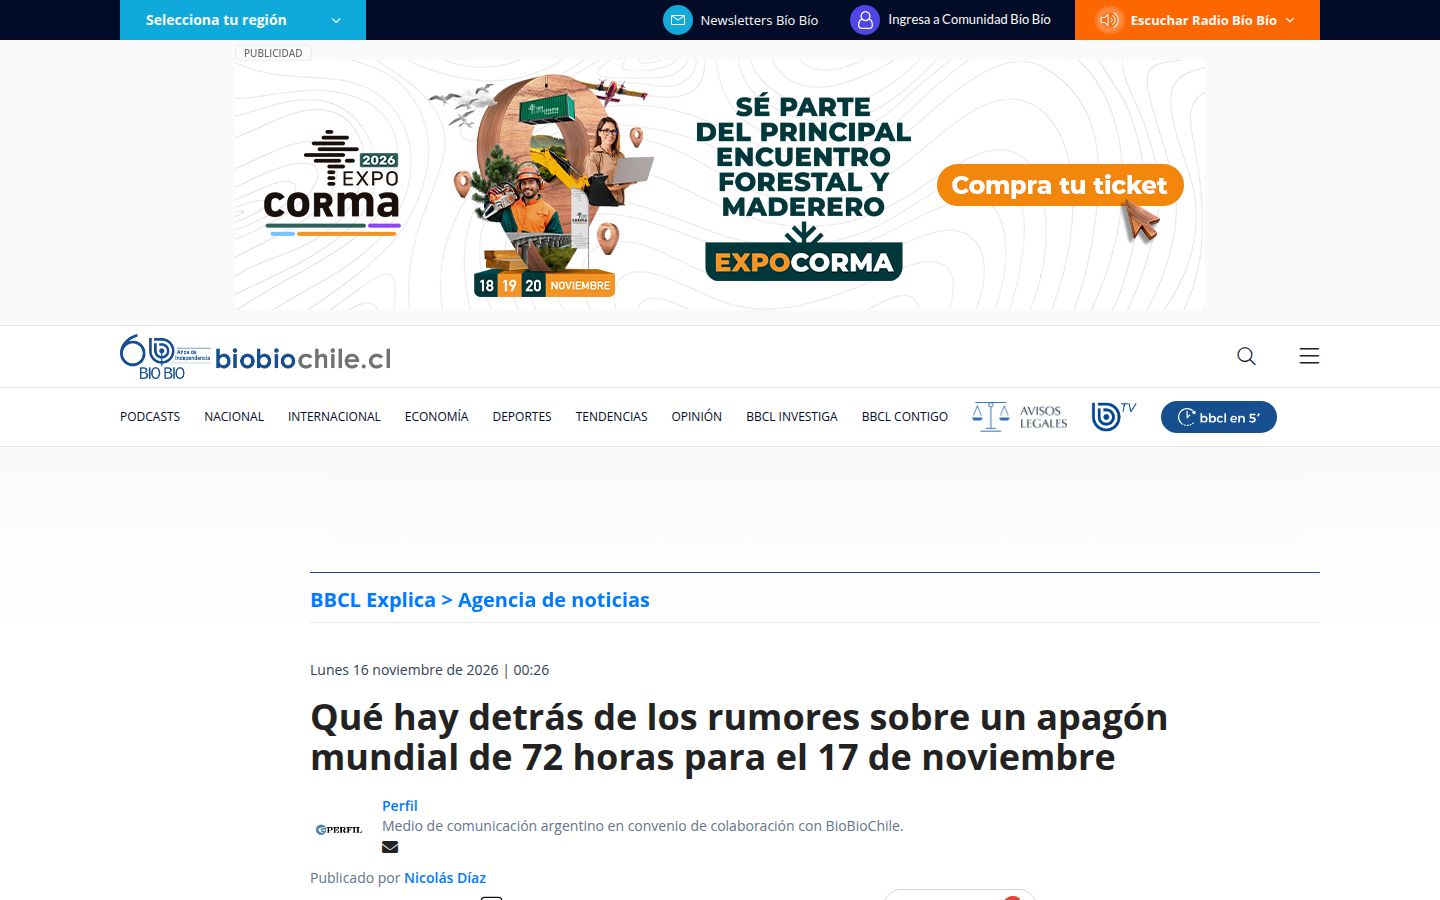 Selecciona tu región
Newsletters Bío Bío
Ingresa a Comunidad Bío Bío
Escuchar Radio Bío Bío
PUBLICIDAD
2026
EXPO
CORMA
18 19 20 NOVIEMBRE
SÉ PARTE
DEL PRINCIPAL
ENCUENTRO
FORESTAL Y
MADERERO
EXPOCORMA
Compra tu ticket
60 Años de
Independencia
BIO BIO
biobiochile.cl
PODCASTS NACIONAL INTERNACIONAL ECONOMÍA DEPORTES TENDENCIAS OPINIÓN BBCL INVESTIGA BBCL CONTIGO
AVISOS
LEGALES
TV
bbcl en 5'
BBCL Explica > Agencia de noticias
Lunes 16 noviembre de 2026 | 00:26
Qué hay detrás de los rumores sobre un apagón
mundial de 72 horas para el 17 de noviembre
PERFIL
Perfil
Medio de comunicación argentino en convenio de colaboración con BioBioChile.
Publicado por Nicolás Díaz